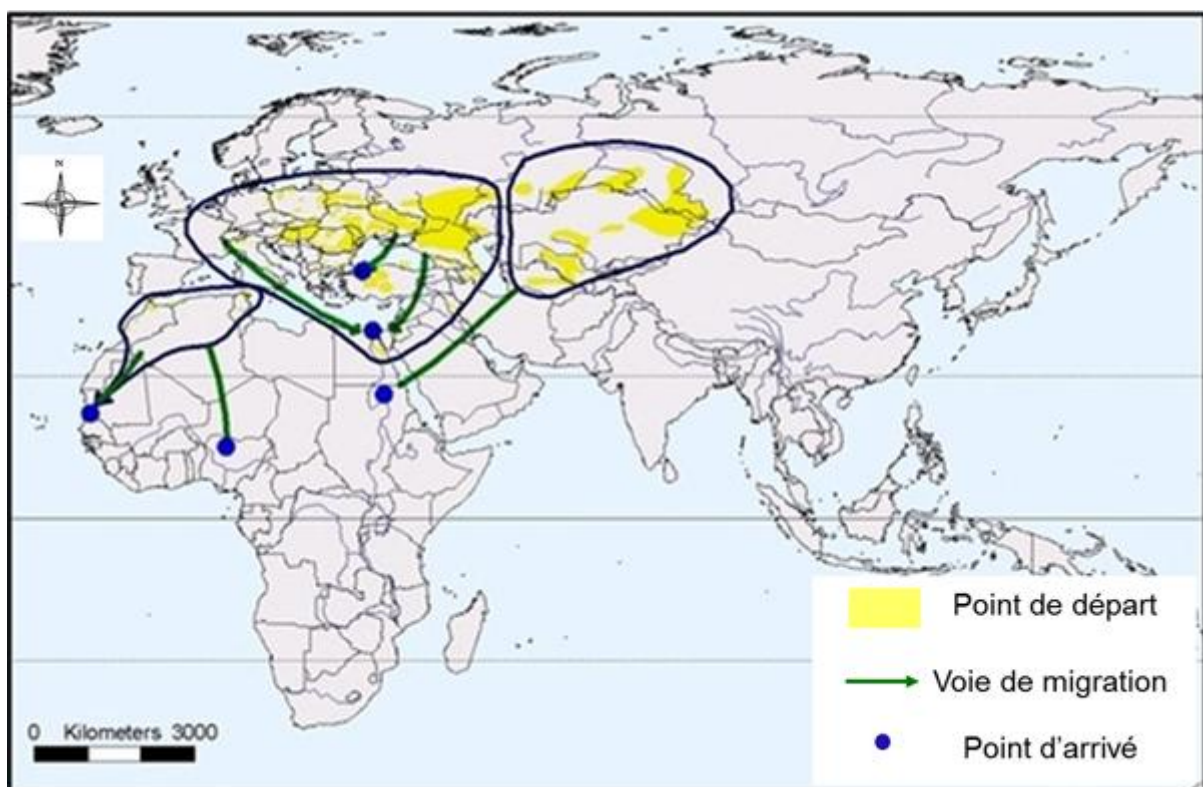 N
Point de départ
Voie de migration
Point d'arrivé
0 Kilometers 3000